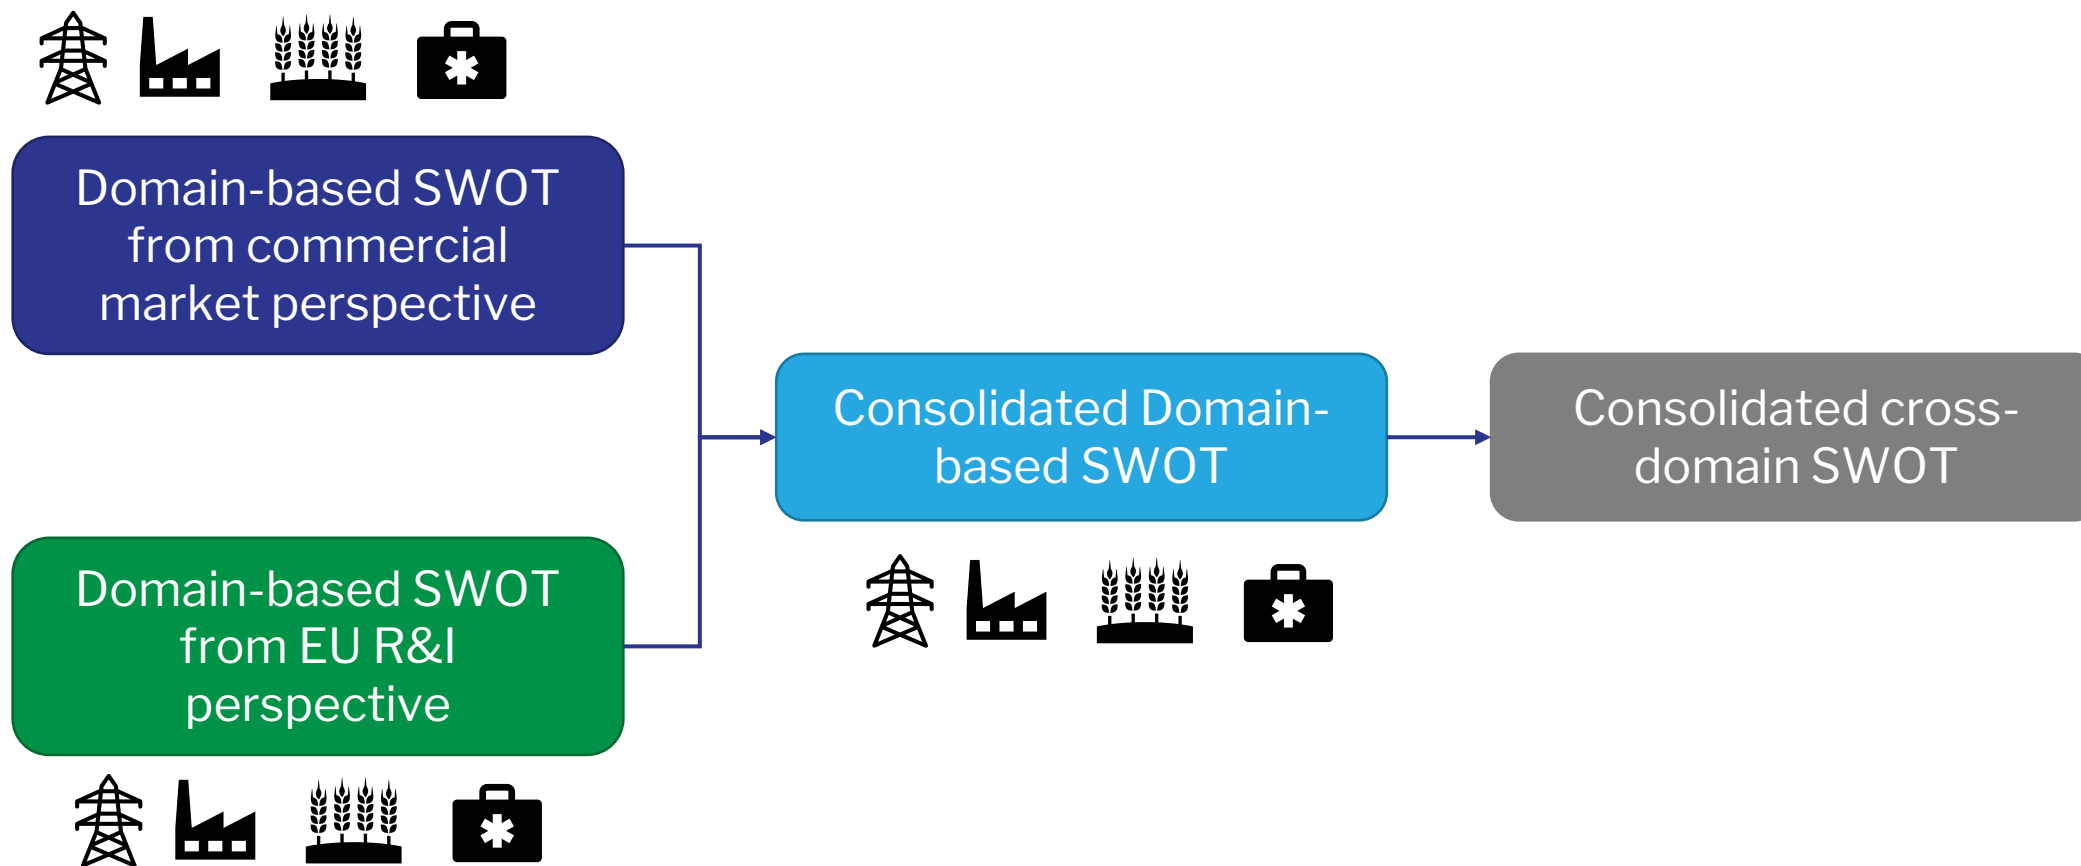 Domain-based SWOT
from commercial
market perspective
Consolidated Domain-
based SWOT
Consolidated cross-
domain SWOT
Domain-based SWOT
from EU R&I
perspective